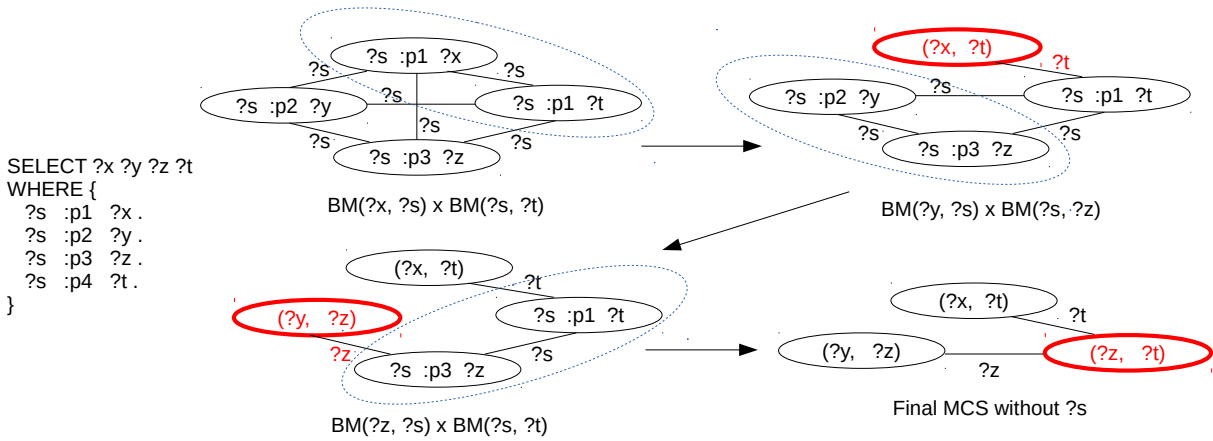 SELECT ?x ?y ?z ?t
WHERE {
?s :p1 ?x .
?s :p2 ?y .
?s :p3 ?z .
?s :p4 ?t .
}
?s :p1 ?x
?s
?s
?s
?s :p2 ?y
?s :p1 ?t
?s
?s
?s
?s :p3 ?z
BM(?x, ?s) x BM(?s, ?t)
(?x, ?t)
?t
?s
?s :p2 ?y
?s :p1 ?t
?s
?s
?s :p3 ?z
BM(?y, ?s) x BM(?s, ?z)
(?x, ?t)
?t
(?y, ?z)
?s :p1 ?t
?z
?s
?s :p3 ?z
BM(?z, ?s) x BM(?s, ?t)
(?x, ?t)
?t
(?y, ?z)
(?z, ?t)
?z
Final MCS without ?s